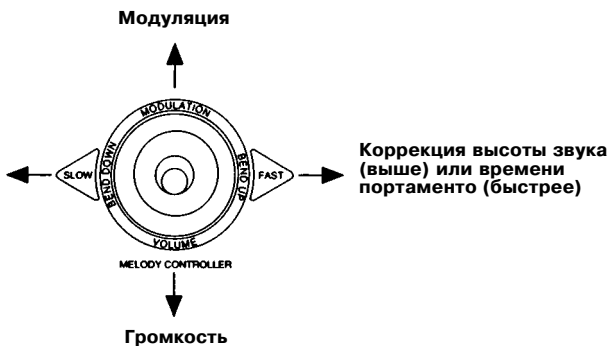 Модуляция
MODULATION
SLOW
BEND DOWN
BEND UP
FAST
Коррекция высоты звука
(выше) или времени
портаменто (быстрее)
VOLUME
MELODY CONTROLLER
Громкость